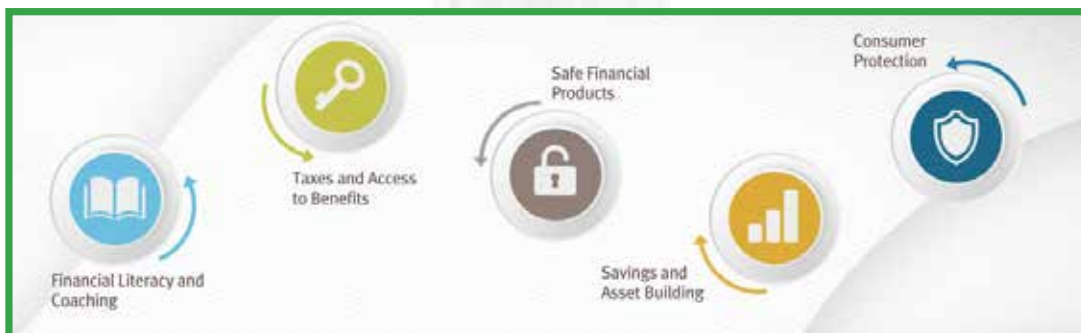 Financial Literacy and
Coaching
Taxes and Access
to Benefits
Safe Financial
Products
Savings and
Asset Building
Consumer
Protection